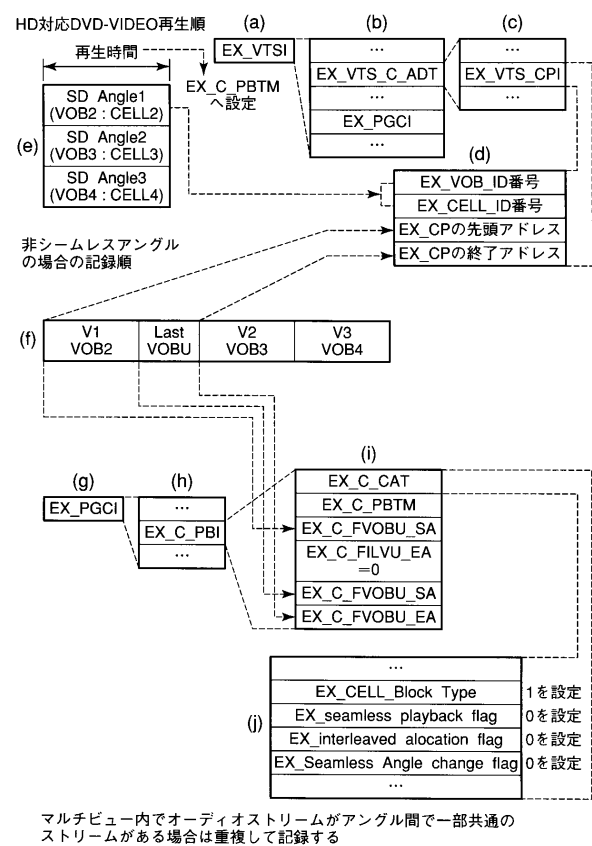 HD対応DVD-VIDEO再生順
再生時間
EX_C_PBTM
へ設定
(a)
EX_VTSI
(b)
…
EX_VTS_C_ADT
…
EX_PGCI
…
(c)
…
EX_VTS_CPI
…
(d)
EX_VOB_ID番号
EX_CELL_ID番号
EX_CPの先頭アドレス
EX_CPの終了アドレス
(e)
SD Angle1
(VOB2 : CELL2)
SD Angle2
(VOB3 : CELL3)
SD Angle3
(VOB4 : CELL4)
非シームレスアングル
の場合の記録順
(f)
V1
VOB2
Last
VOBU
V2
VOB3
V3
VOB4
(g)
EX_PGCI
(h)
…
EX_C_PBI
…
(i)
EX_C_CAT
EX_C_PBTM
EX_C_FVOBU_SA
EX_C_FILVU_EA
=0
EX_C_FVOBU_SA
EX_C_FVOBU_EA
(j)
…
EX_CELL_Block Type 1を設定
EX_seamless playback flag 0を設定
EX_interleaved alocation flag 0を設定
EX_Seamless Angle change flag 0を設定
…
マルチビュー内でオーディオストリームがアングル間で一部共通の
ストリームがある場合は重複して記録する